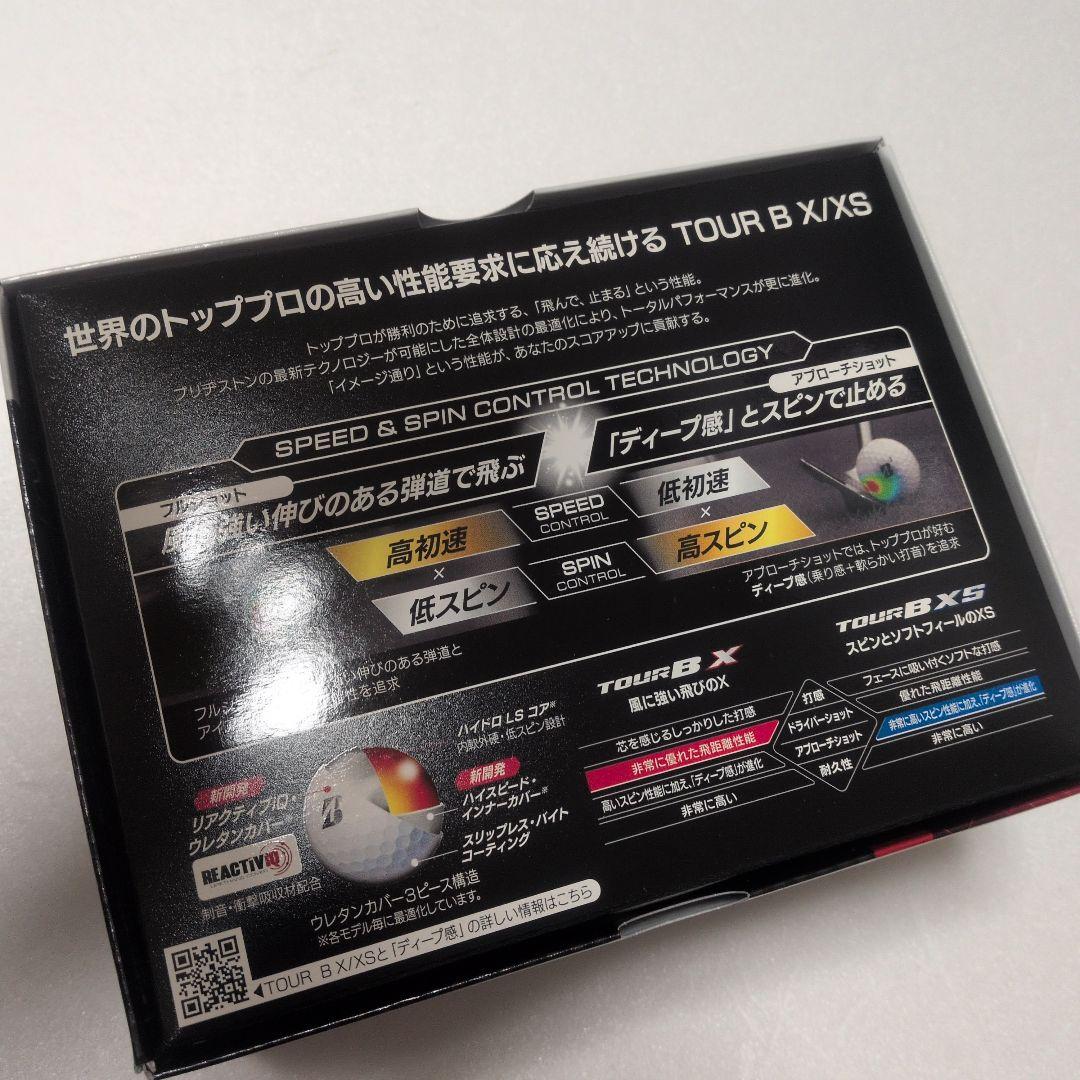 世界のトッププロの高い性能要求に応え続ける TOUR B X/XS
トッププロが勝利のために追求する、「飛んで、止まる」という性能。
ブリヂストンの最新テクノロジーが可能にした全体設計の最適化により、トータルパフォーマンスが更に進化。
「イメージ通り」という性能が、あなたのスコアアップに貢献する。
SPEED & SPIN CONTROL TECHNOLOGY
フルショット
強い伸びのある弾道で飛ぶ
高初速
×
低スピン
SPEED
CONTROL
SPIN
CONTROL
アプローチショット
「ディープ感」とスピンで止める
低初速
×
高スピン
アプローチショットでは、トッププロが好む
ディープ感(乗り感+軟らかい打音)を追求
い伸びのある弾道と
性を追求
新開発
リアクティブiQ・
ウレタンカバー※
REACTIV iQ
制音・衝撃吸収材配合
ハイドロ LS コア※
内軟外硬・低スピン設計
新開発
ハイスピード・
インナーカバー※
スリップレス・バイト
コーティング
B
ウレタンカバー3ピース構造
※各モデル毎に最適化しています。
TOUR B X
風に強い飛びのX
芯を感じるしっかりした打感
非常に優れた飛距離性能
高いスピン性能に加え、「ディープ感」が進化
非常に高い
打感
ドライバーショット
アプローチショット
耐久性
TOUR B XS
スピンとソフトフィールのXS
フェースに吸い付くソフトな打感
優れた飛距離性能
非常に高いスピン性能に加え、「ディープ感」が進化
非常に高い
◀TOUR B X/XSと「ディープ感」の詳しい情報はこちら